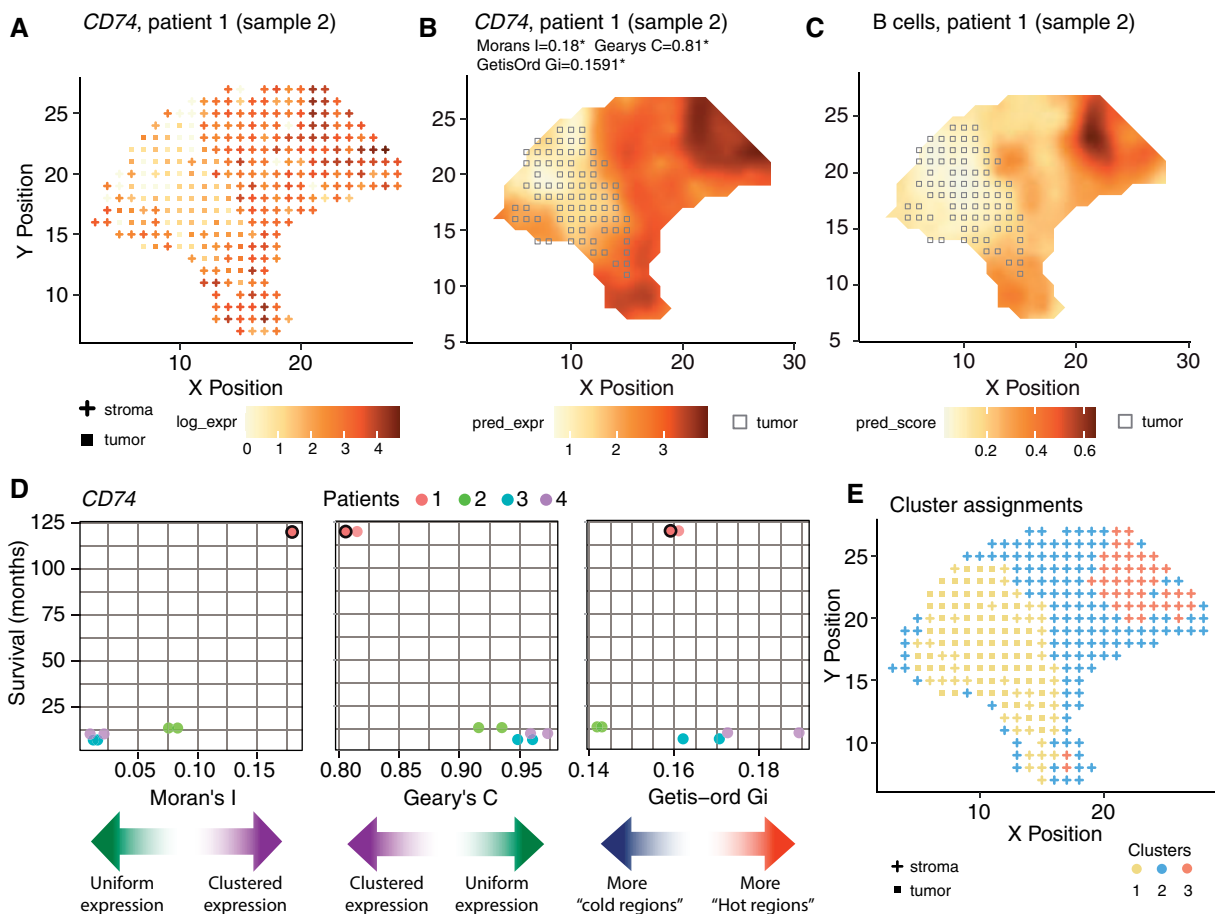 A
CD74, patient 1 (sample 2)
Y Position
25
20
15
10
10
20
X Position
stroma
tumor
log_expr
0 1 2 3 4
B
CD74, patient 1 (sample 2)
Morans I=0.18* Gearys C=0.81*
GetisOrd Gi=0.1591*
25
20
15
10
5
10
20
30
X Position
pred_expr
1 2 3
tumor
C
B cells, patient 1 (sample 2)
25
20
15
10
5
10
20
30
X Position
pred_score
0.2 0.4 0.6
tumor
D
CD74
Patients 1 2 3 4
Survival (months)
125
100
75
50
25
0.05 0.10 0.15
Moran's I
Uniform
expression
Clustered
expression
0.80 0.85 0.90 0.95
Geary's C
Clustered
expression
Uniform
expression
0.14 0.16 0.18
Getis-ord Gi
More
"cold regions"
More
"Hot regions"
E
Cluster assignments
Y Position
25
20
15
10
10
20
X Position
stroma
tumor
Clusters
1 2 3